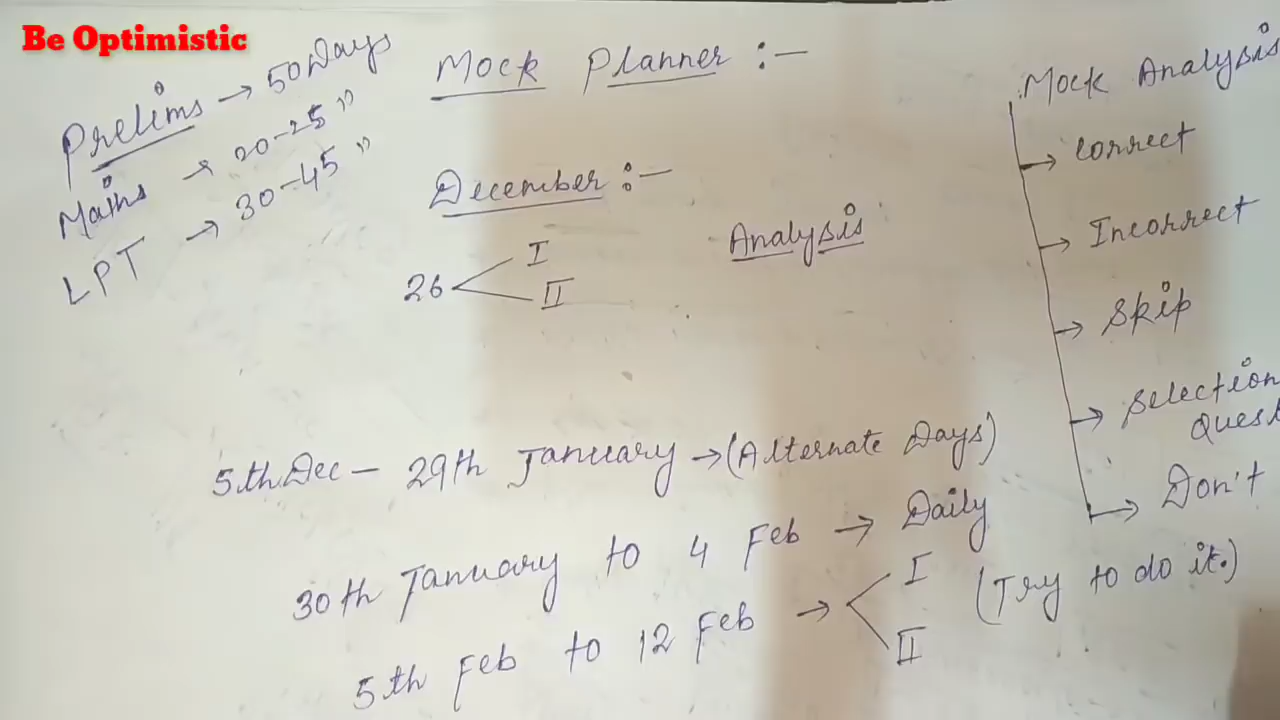 Be Optimistic
Prelims → 50 Days
Maths → 20-25 "
LPT → 30-45 "
Mock Planner :-
December :-
26
I
II
Analysis
5th Dec - 29th January → (Alternate Days)
30th January to 4 Feb → Daily
5th Feb to 12 Feb →
I
II
(Try to do it.)
Mock Analysis
→ correct
→ Incorrect
→ Skip
→ Selection
Quest
→ Don't